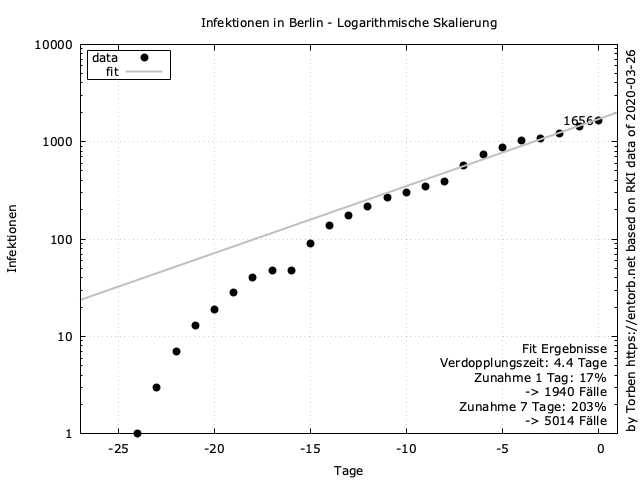 Infektionen in Berlin - Logarithmische Skalierung
10000
1000
100
10
1
Infektionen
data
fit
1656
Fit Ergebnisse
Verdopplungszeit: 4.4 Tage
Zunahme 1 Tag: 17%
-> 1940 Fälle
Zunahme 7 Tage: 203%
-> 5014 Fälle
-25 -20 -15 -10 -5 0
Tage
by Torben https://entorb.net based on RKI data of 2020-03-26